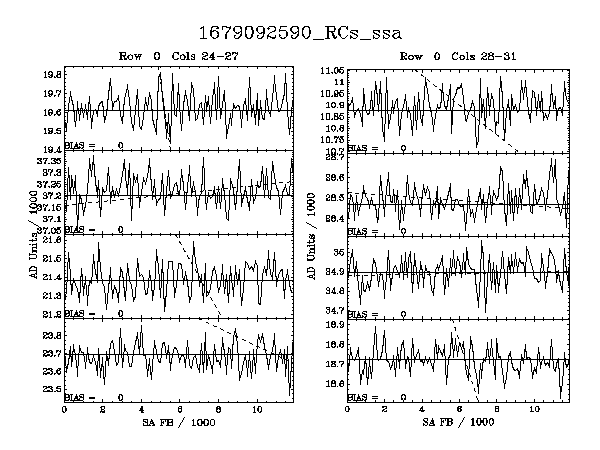 1679092590_RCs_ssa
Row 0 Cols 24-27
Row 0 Cols 28-31
19.8
19.7
19.6
19.5
19.4
BIAS = 0
37.35
37.3
37.25
37.2
37.15
37.1
37.05
BIAS = 0
21.6
21.5
21.4
21.3
21.2
BIAS = 0
23.8
23.7
23.6
23.5
BIAS = 0
0 2 4 6 8 10
SA FB / 1000
AD Units / 1000
11.05
11
10.95
10.9
10.85
10.8
10.75
10.7
BIAS = 0
28.7
28.6
28.5
28.4
BIAS = 0
35
34.9
34.8
34.7
BIAS = 0
18.9
18.8
18.7
18.6
BIAS = 0
0 2 4 6 8 10
SA FB / 1000
AD Units / 1000